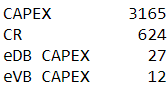 CAPEX 3165
CR 624
eDB CAPEX 27
eVB CAPEX 12